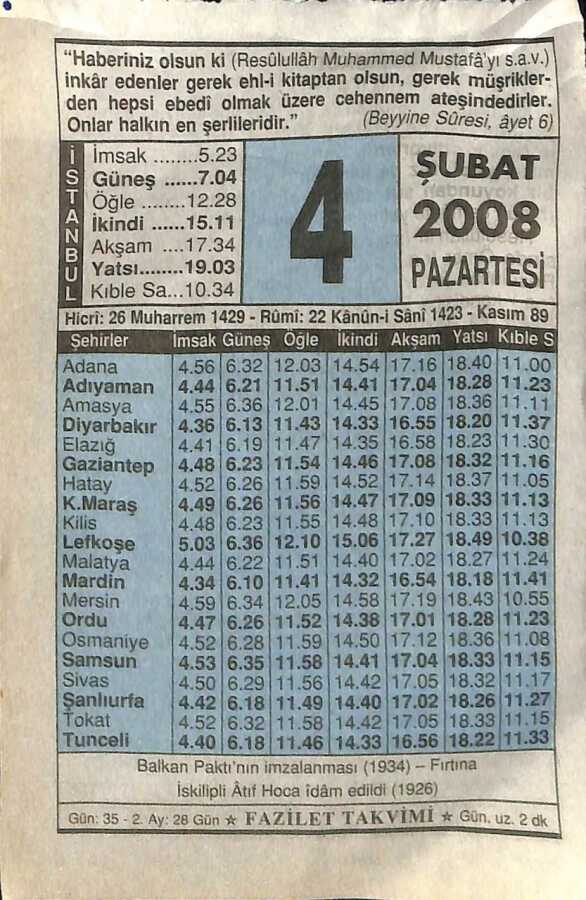 “Haberiniz olsun ki (Resûlullâh Muhammed Mustafâ'yı s.a.v.)
inkâr edenler gerek ehl-i kitaptan olsun, gerek müşrikler-
den hepsi ebedî olmak üzere cehennem ateşindedirler.
Onlar halkın en şerlileridir.” (Beyyine Sûresi, âyet 6)
İSTANBUL
İmsak ........5.23
Güneş ......7.04
Öğle ........12.28
İkindi ......15.11
Akşam ....17.34
Yatsı........19.03
Kıble Sa...10.34
4
ŞUBAT
2008
PAZARTESİ
Hicrî: 26 Muharrem 1429 - Rûmî: 22 Kânûn-i Sânî 1423 - Kasım 89
Şehirler İmsak Güneş Öğle İkindi Akşam Yatsı Kıble S
Adana 4.56 6.32 12.03 14.54 17.16 18.40 11.00
Adıyaman 4.44 6.21 11.51 14.41 17.04 18.28 11.23
Amasya 4.55 6.36 12.01 14.45 17.08 18.36 11.11
Diyarbakır 4.36 6.13 11.43 14.33 16.55 18.20 11.37
Elazığ 4.41 6.19 11.47 14.35 16.58 18.23 11.30
Gaziantep 4.48 6.23 11.54 14.46 17.08 18.32 11.16
Hatay 4.52 6.26 11.59 14.52 17.14 18.37 11.05
K.Maraş 4.49 6.26 11.56 14.47 17.09 18.33 11.13
Kilis 4.48 6.23 11.55 14.48 17.10 18.33 11.13
Lefkoşe 5.03 6.36 12.10 15.06 17.27 18.49 10.38
Malatya 4.44 6.22 11.51 14.40 17.02 18.27 11.24
Mardin 4.34 6.10 11.41 14.32 16.54 18.18 11.41
Mersin 4.59 6.34 12.05 14.58 17.19 18.43 10.55
Ordu 4.47 6.26 11.52 14.38 17.01 18.28 11.23
Osmaniye 4.52 6.28 11.59 14.50 17.12 18.36 11.08
Samsun 4.53 6.35 11.58 14.41 17.04 18.33 11.15
Sivas 4.50 6.29 11.56 14.42 17.05 18.32 11.17
Şanlıurfa 4.42 6.18 11.49 14.40 17.02 18.26 11.27
Tokat 4.52 6.32 11.58 14.42 17.05 18.33 11.15
Tunceli 4.40 6.18 11.46 14.33 16.56 18.22 11.33
Balkan Paktı'nın imzalanması (1934) – Fırtına
İskilipli Âtıf Hoca îdâm edildi (1926)
Gün: 35 - 2. Ay: 28 Gün ★ FAZİLET TAKVİMİ ★ Gün. uz. 2 dk